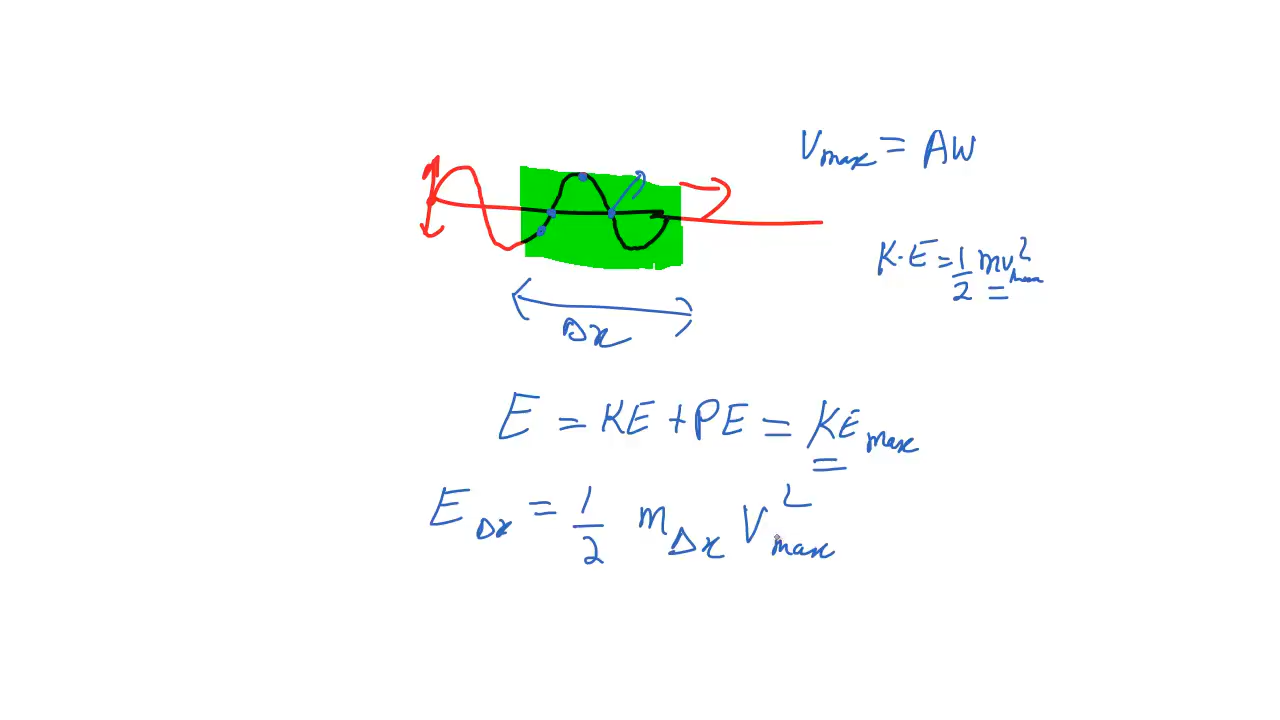 Vmax = Aw
K.E = 1/2 mv²max
Δx
E = KE + PE = KEmax
EΔx = 1/2 mΔx V²max